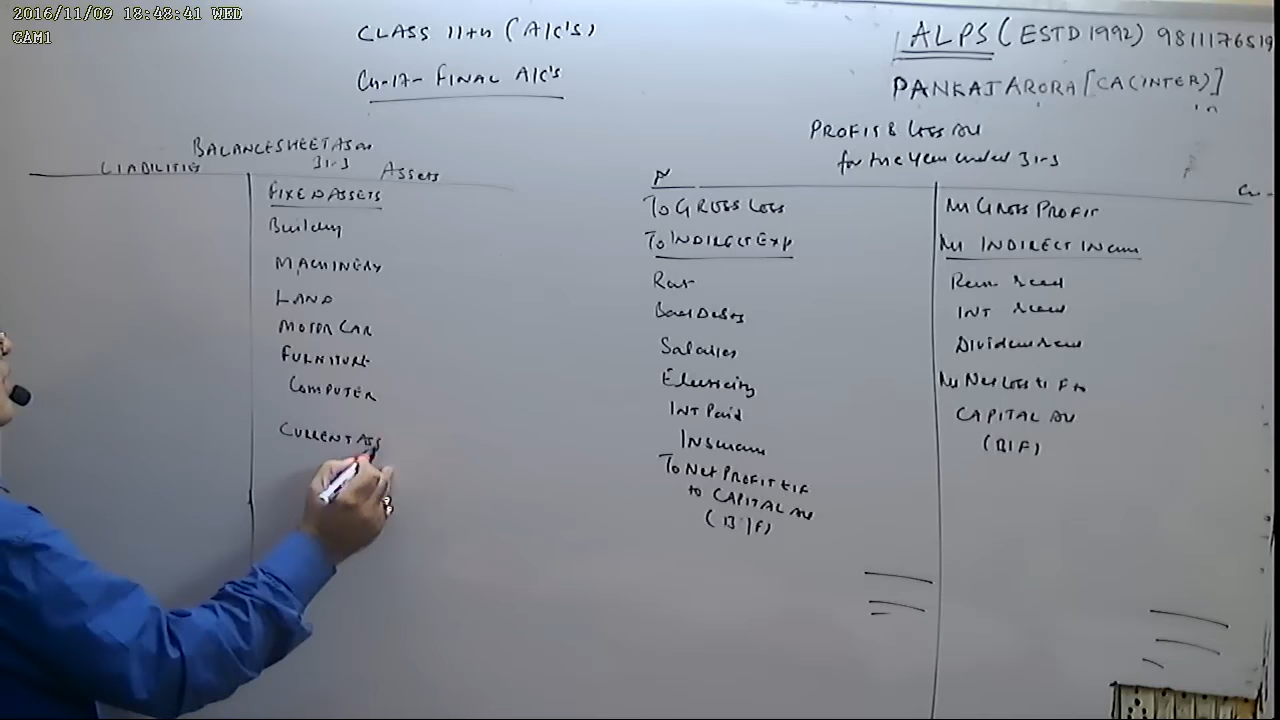 2016/11/09 18:48:41 WED
CAM1
CLASS 11th (A/C's)
Ch-17- FINAL A/C's
ALPS (ESTD 1992) 9811176519
PANKAJ ARORA [CA (INTER)]
BALANCE SHEET AS on
31-3
LIABILITIES
Assets
FIXED ASSETS
Building
MACHINERY
LAND
MOTOR CAR
FURNITURE
COMPUTER
CURRENT ASS
PROFIT & LOSS A/c
for the Year ended 31-3
Dr
Cr
To GROSS LOSS
To INDIRECT EXP
Rent
Bad Debts
Salaries
Electricity
INT Paid
Insurance
To Net PROFIT t/f
to CAPITAL A/c
(B/F)
By GROSS PROFIT
By INDIRECT INcome
Rent recd
INT recd
Dividend recd
By Net Loss t/f to
CAPITAL A/c
(B/F)